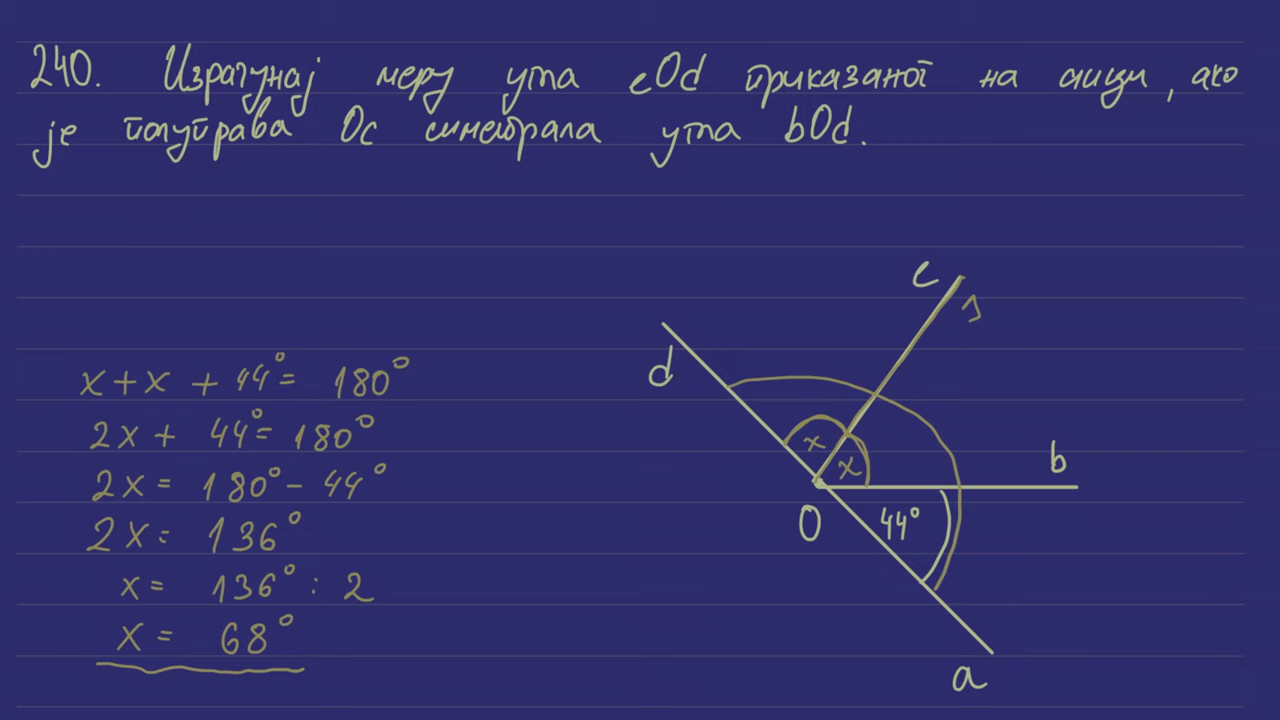 240. Израчунај меру угла cOd приказаног на слици, ако
је полуправа Oc симетрала угла bOd.
c
d
x + x + 44° = 180°
2x + 44° = 180°
x
x
b
2x = 180° - 44°
O
44°
2x = 136°
x = 136° : 2
x = 68°
a